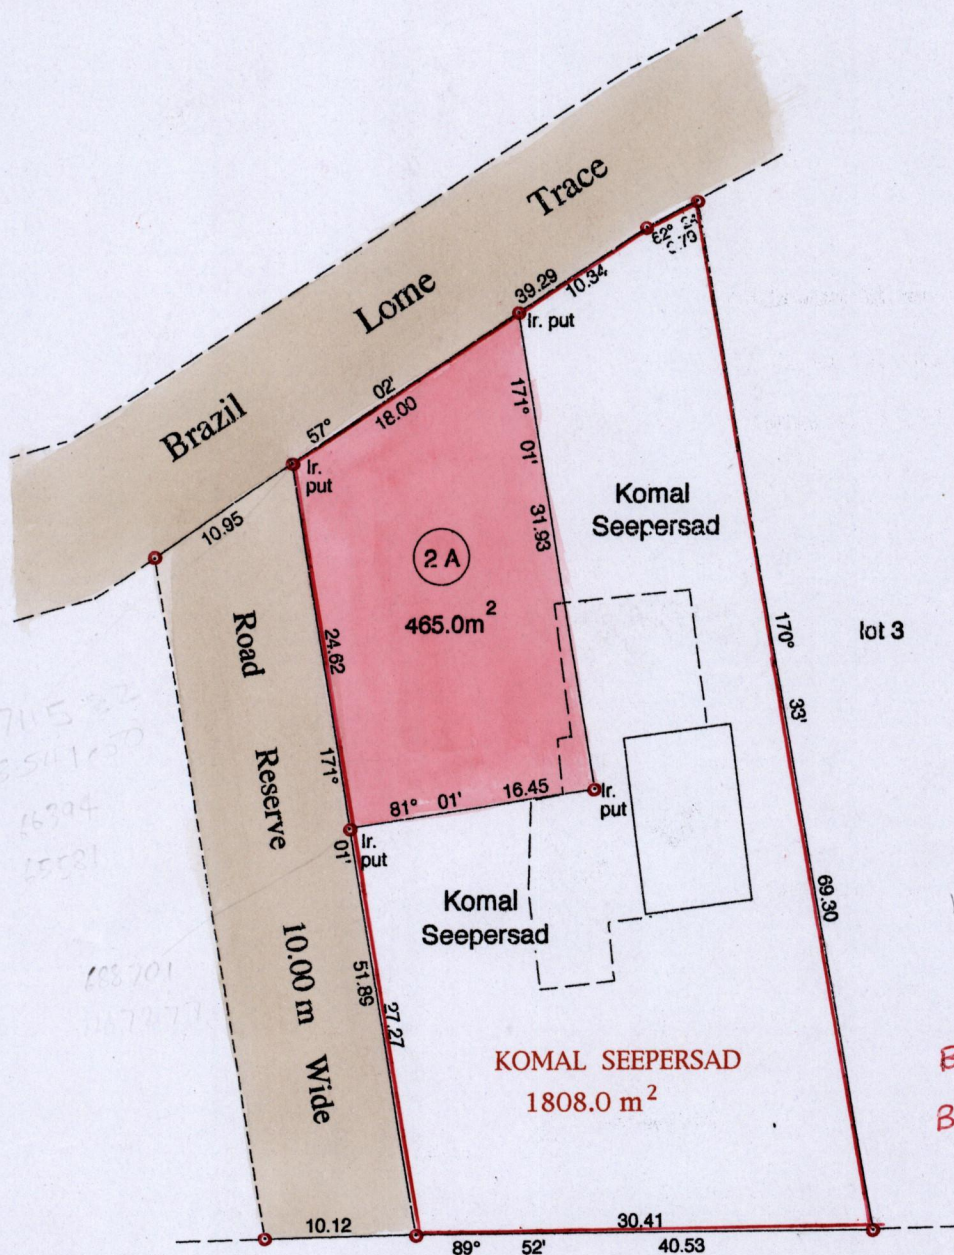 Brazil Lome Trace
62°
39.29
10.34
Ir. put
57° 02'
18.00
Ir.
put
10.95
171° 01'
31.93
Komal
Seepersad
2 A
465.0m²
lot 3
170° 33'
69.30
24.62
171° 01'
81° 01' 16.45
Ir.
put
Ir.
put
Road Reserve 10.00 m Wide
Komal
Seepersad
51.89
27.27
KOMAL SEEPERSAD
1808.0 m²
66394
65581
688701
B
10.12
30.41
89° 52' 40.53